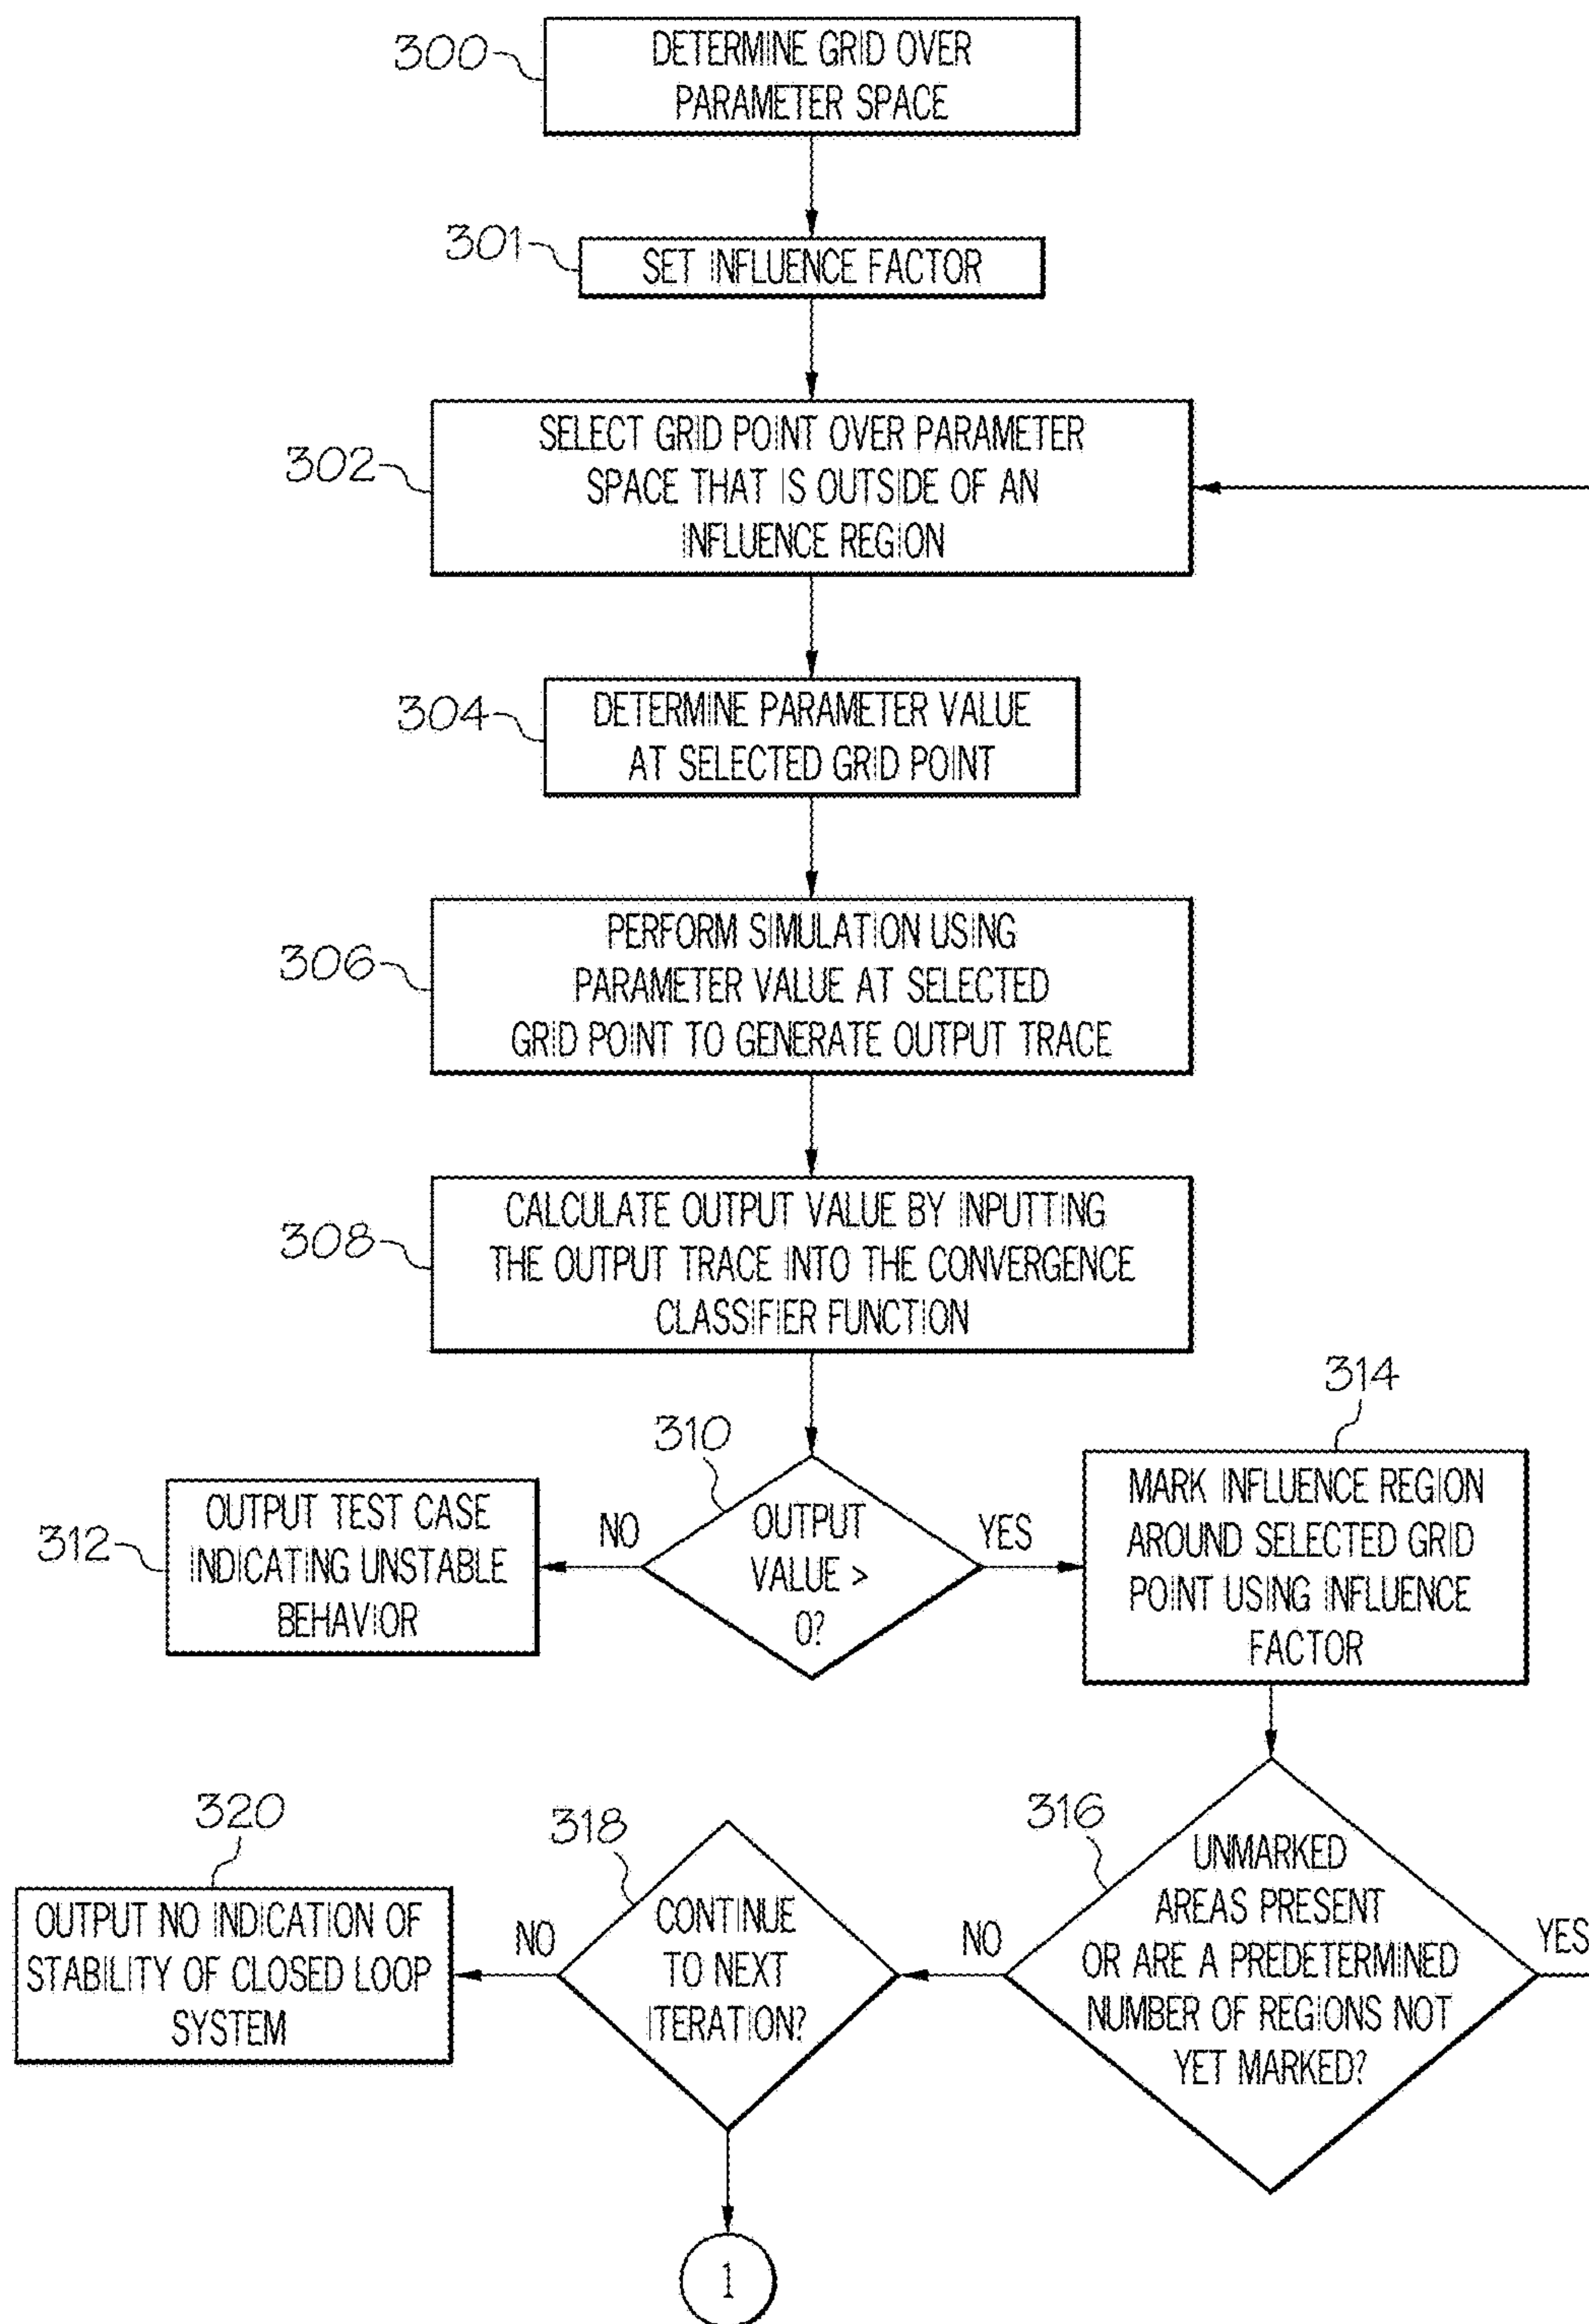 300
DETERMINE GRID OVER
PARAMETER SPACE
301
SET INFLUENCE FACTOR
302
SELECT GRID POINT OVER PARAMETER
SPACE THAT IS OUTSIDE OF AN
INFLUENCE REGION
304
DETERMINE PARAMETER VALUE
AT SELECTED GRID POINT
306
PERFORM SIMULATION USING
PARAMETER VALUE AT SELECTED
GRID POINT TO GENERATE OUTPUT TRACE
308
CALCULATE OUTPUT VALUE BY INPUTTING
THE OUTPUT TRACE INTO THE CONVERGENCE
CLASSIFIER FUNCTION
310
OUTPUT
VALUE >
0?
NO
YES
312
OUTPUT TEST CASE
INDICATING UNSTABLE
BEHAVIOR
314
MARK INFLUENCE REGION
AROUND SELECTED GRID
POINT USING INFLUENCE
FACTOR
316
UNMARKED
AREAS PRESENT
OR ARE A PREDETERMINED
NUMBER OF REGIONS NOT
YET MARKED?
YES
NO
318
CONTINUE
TO NEXT
ITERATION?
NO
320
OUTPUT NO INDICATION OF
STABILITY OF CLOSED LOOP
SYSTEM
1